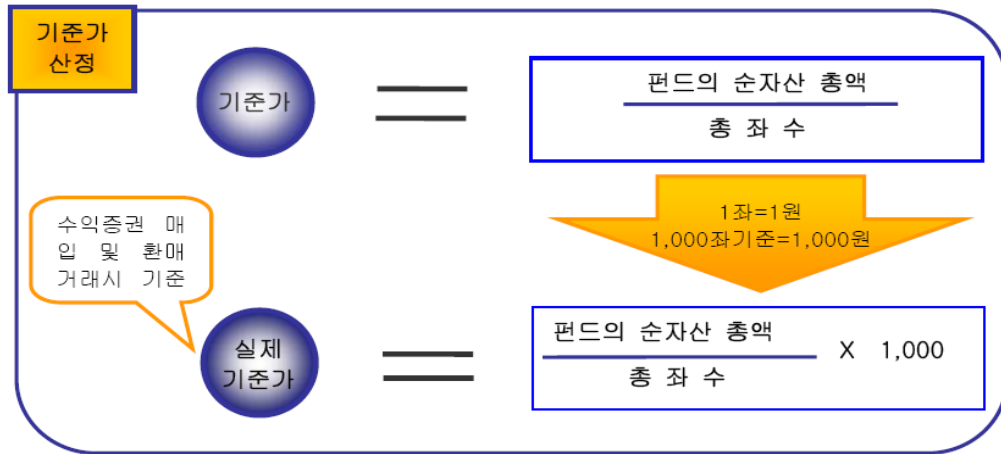 기준가
산정
기준가
펀드의 순자산 총액
총 좌 수
1좌=1원
1,000좌기준=1,000원
수익증권 매
입 및 환매
거래시 기준
실제
기준가
펀드의 순자산 총액
총 좌 수
X 1,000